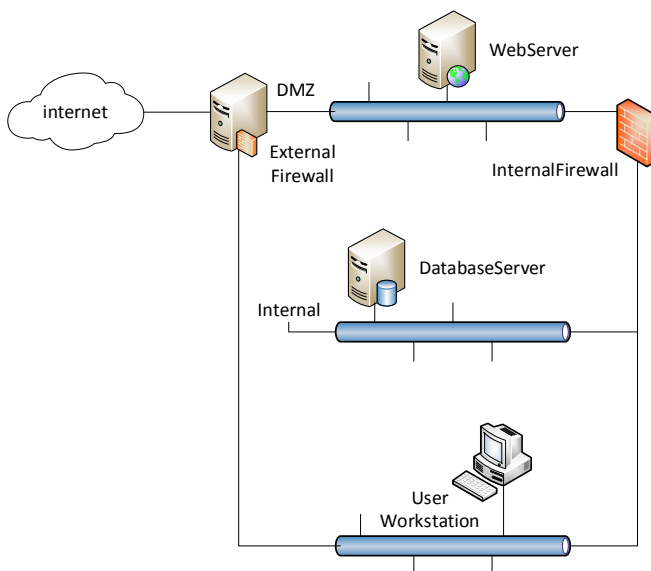 WebServer
DMZ
internet
External
Firewall
InternalFirewall
DatabaseServer
Internal
User
Workstation